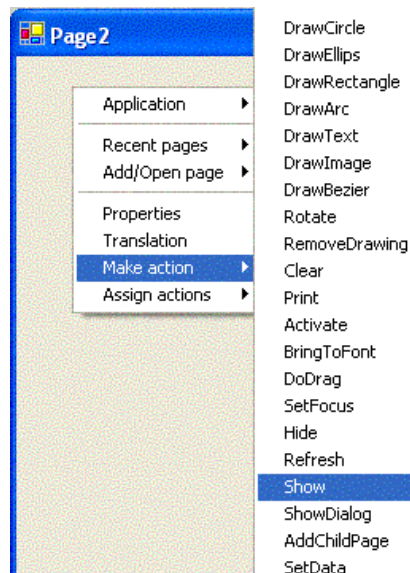 Page2
Application
Recent pages
Add/Open page
Properties
Translation
Make action
Assign actions
DrawCircle
DrawEllips
DrawRectangle
DrawArc
DrawText
DrawImage
DrawBezier
Rotate
RemoveDrawing
Clear
Print
Activate
BringToFont
DoDrag
SetFocus
Hide
Refresh
Show
ShowDialog
AddChildPage
SetData